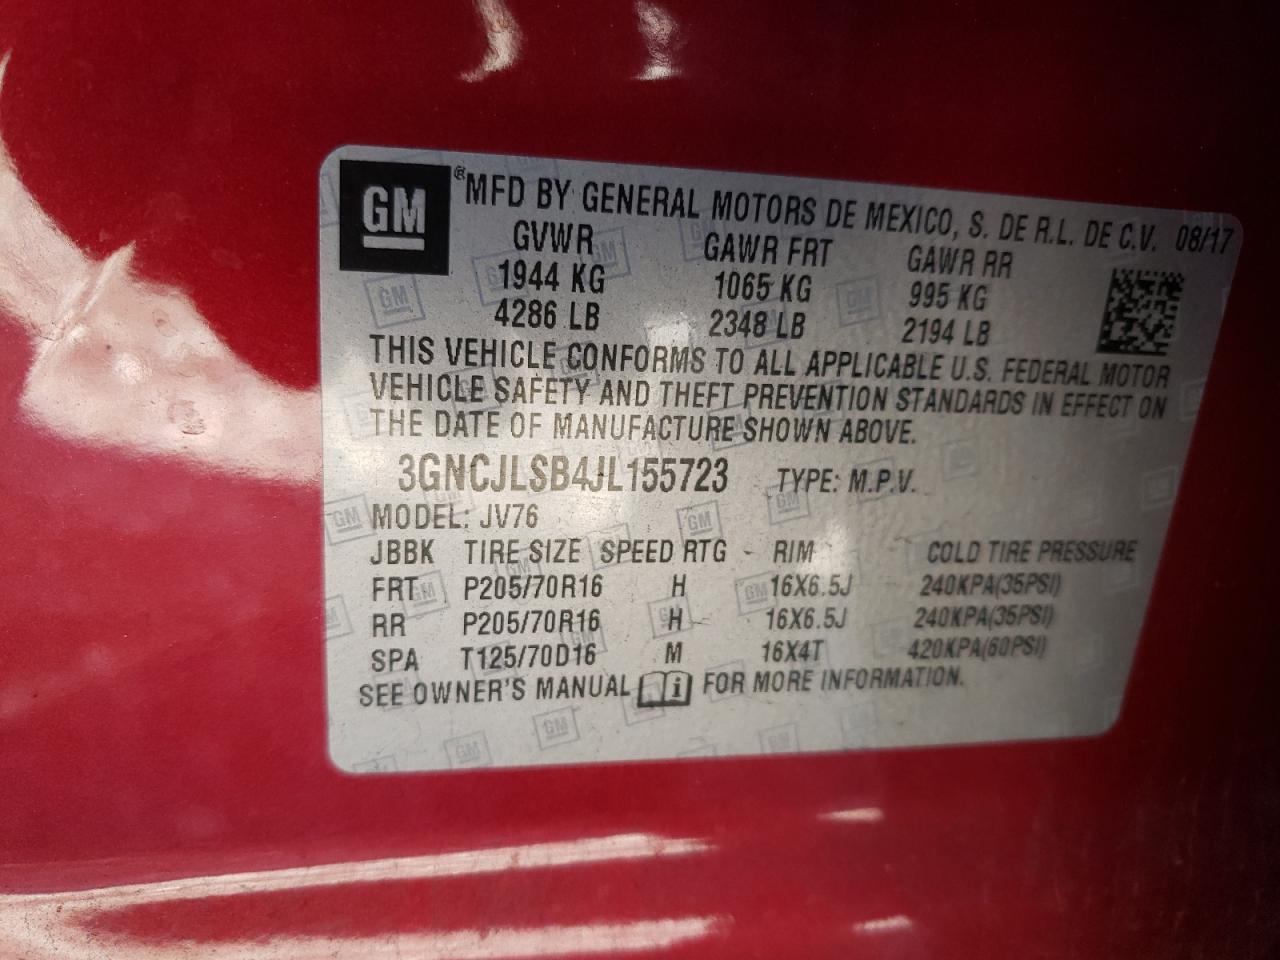 GM ®MFD BY GENERAL MOTORS DE MEXICO, S. DE R.L. DE C.V. 08/17
GVWR GAWR FRT GAWR RR
1944 KG 1065 KG 995 KG
4286 LB 2348 LB 2194 LB
THIS VEHICLE CONFORMS TO ALL APPLICABLE U.S. FEDERAL MOTOR
VEHICLE SAFETY AND THEFT PREVENTION STANDARDS IN EFFECT ON
THE DATE OF MANUFACTURE SHOWN ABOVE.
3GNCJLSB4JL155723 TYPE: M.P.V.
MODEL: JV76
JBBK TIRE SIZE SPEED RTG RIM COLD TIRE PRESSURE
FRT P205/70R16 H 16X6.5J 240KPA(35PSI)
RR P205/70R16 H 16X6.5J 240KPA(35PSI)
SPA T125/70D16 M 16X4T 420KPA(60PSI)
SEE OWNER'S MANUAL i FOR MORE INFORMATION.